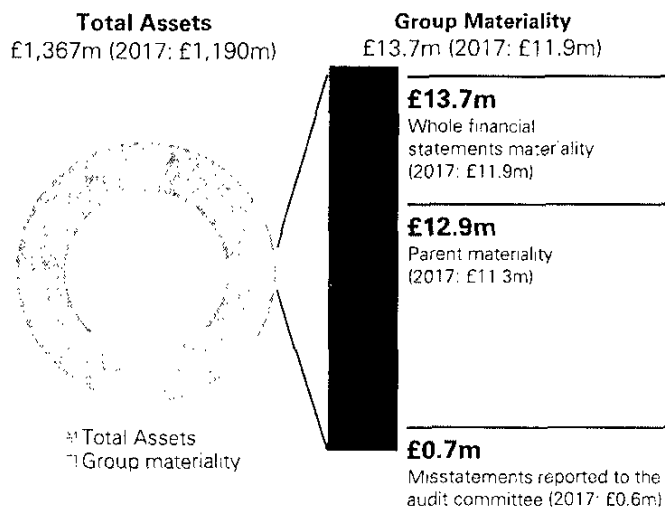 Total Assets
£1,367m (2017: £1,190m)
Group Materiality
£13.7m (2017: £11.9m)
£13.7m
Whole financial
statements materiality
(2017: £11.9m)
£12.9m
Parent materiality
(2017: £11.3m)
£0.7m
Misstatements reported to the
audit committee (2017: £0.6m)
Total Assets
Group materiality